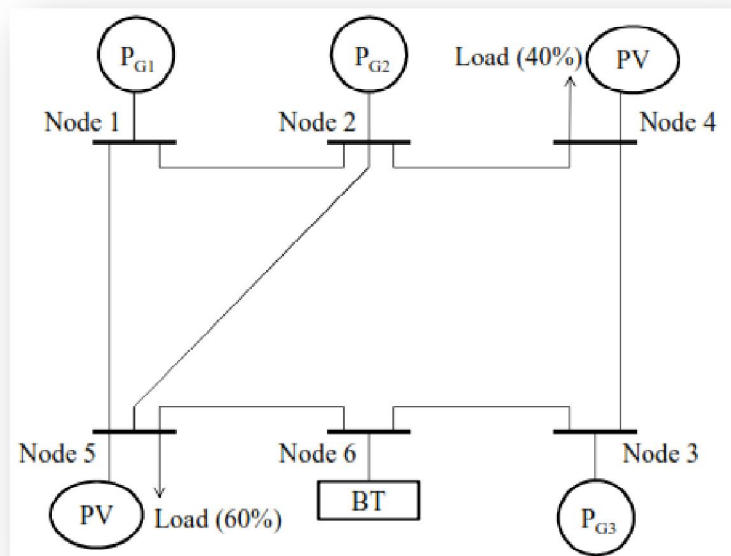 P_G1
P_G2
Load (40%)
PV
Node 1
Node 2
Node 4
Node 5
Node 6
Node 3
PV
Load (60%)
BT
P_G3